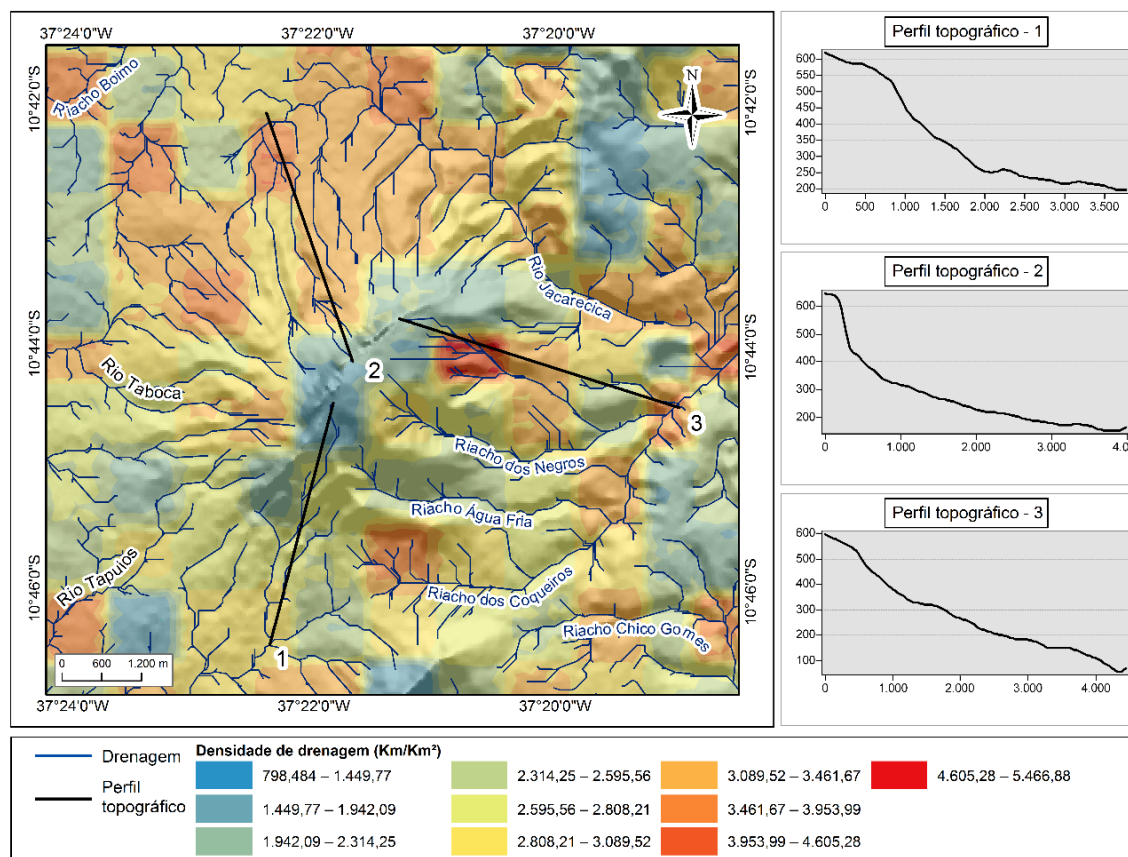 37°24'0"W 37°22'0"W 37°20'0"W
10°42'0"S
10°44'0"S
10°46'0"S
10°42'0"S
10°44'0"S
10°46'0"S
N
Riacho Boimo
Rio Jacarecica
Rio Taboca
2
3
Riacho dos Negros
Riacho Água Fria
Rio Tapuios
Riacho dos Coqueiros
Riacho Chico Gomes
1
0 600 1.200 m
37°24'0"W 37°22'0"W 37°20'0"W
Perfil topográfico - 1
600
550
500
450
400
350
300
250
200
0 500 1.000 1.500 2.000 2.500 3.000 3.500
Perfil topográfico - 2
600
500
400
300
200
0 1.000 2.000 3.000 4.000
Perfil topográfico - 3
600
500
400
300
200
100
0 1.000 2.000 3.000 4.000
Drenagem
Perfil
topográfico
Densidade de drenagem (Km/Km²)
798,484 – 1.449,77
1.449,77 – 1.942,09
1.942,09 – 2.314,25
2.314,25 – 2.595,56
2.595,56 – 2.808,21
2.808,21 – 3.089,52
3.089,52 – 3.461,67
3.461,67 – 3.953,99
3.953,99 – 4.605,28
4.605,28 – 5.466,88